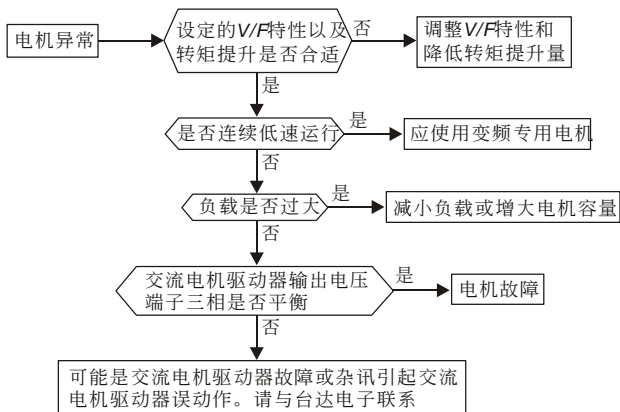 电机异常
设定的V/F特性以及
转矩提升是否合适
否
调整V/F特性和
降低转矩提升量
是
是否连续低速运行
是
应使用变频专用电机
否
负载是否过大
是
减小负载或增大电机容量
否
交流电机驱动器输出电压
端子三相是否平衡
是
电机故障
否
可能是交流电机驱动器故障或杂讯引起交流
电机驱动器误动作。请与台达电子联系